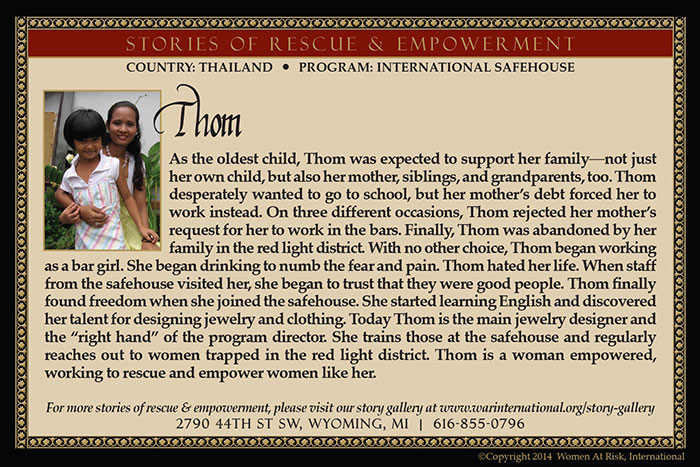 STORIES OF RESCUE & EMPOWERMENT
COUNTRY: THAILAND • PROGRAM: INTERNATIONAL SAFEHOUSE
Thom
As the oldest child, Thom was expected to support her family—not just
her own child, but also her mother, siblings, and grandparents, too. Thom
desperately wanted to go to school, but her mother's debt forced her to
work instead. On three different occasions, Thom rejected her mother's
request for her to work in the bars. Finally, Thom was abandoned by her
family in the red light district. With no other choice, Thom began working
as a bar girl. She began drinking to numb the fear and pain. Thom hated her life. When staff
from the safehouse visited her, she began to trust that they were good people. Thom finally
found freedom when she joined the safehouse. She started learning English and discovered
her talent for designing jewelry and clothing. Today Thom is the main jewelry designer and
the "right hand" of the program director. She trains those at the safehouse and regularly
reaches out to women trapped in the red light district. Thom is a woman empowered,
working to rescue and empower women like her.
For more stories of rescue & empowerment, please visit our story gallery at www.warinternational.org/story-gallery
2790 44TH ST SW, WYOMING, MI | 616-855-0796
©Copyright 2014 Women At Risk, International